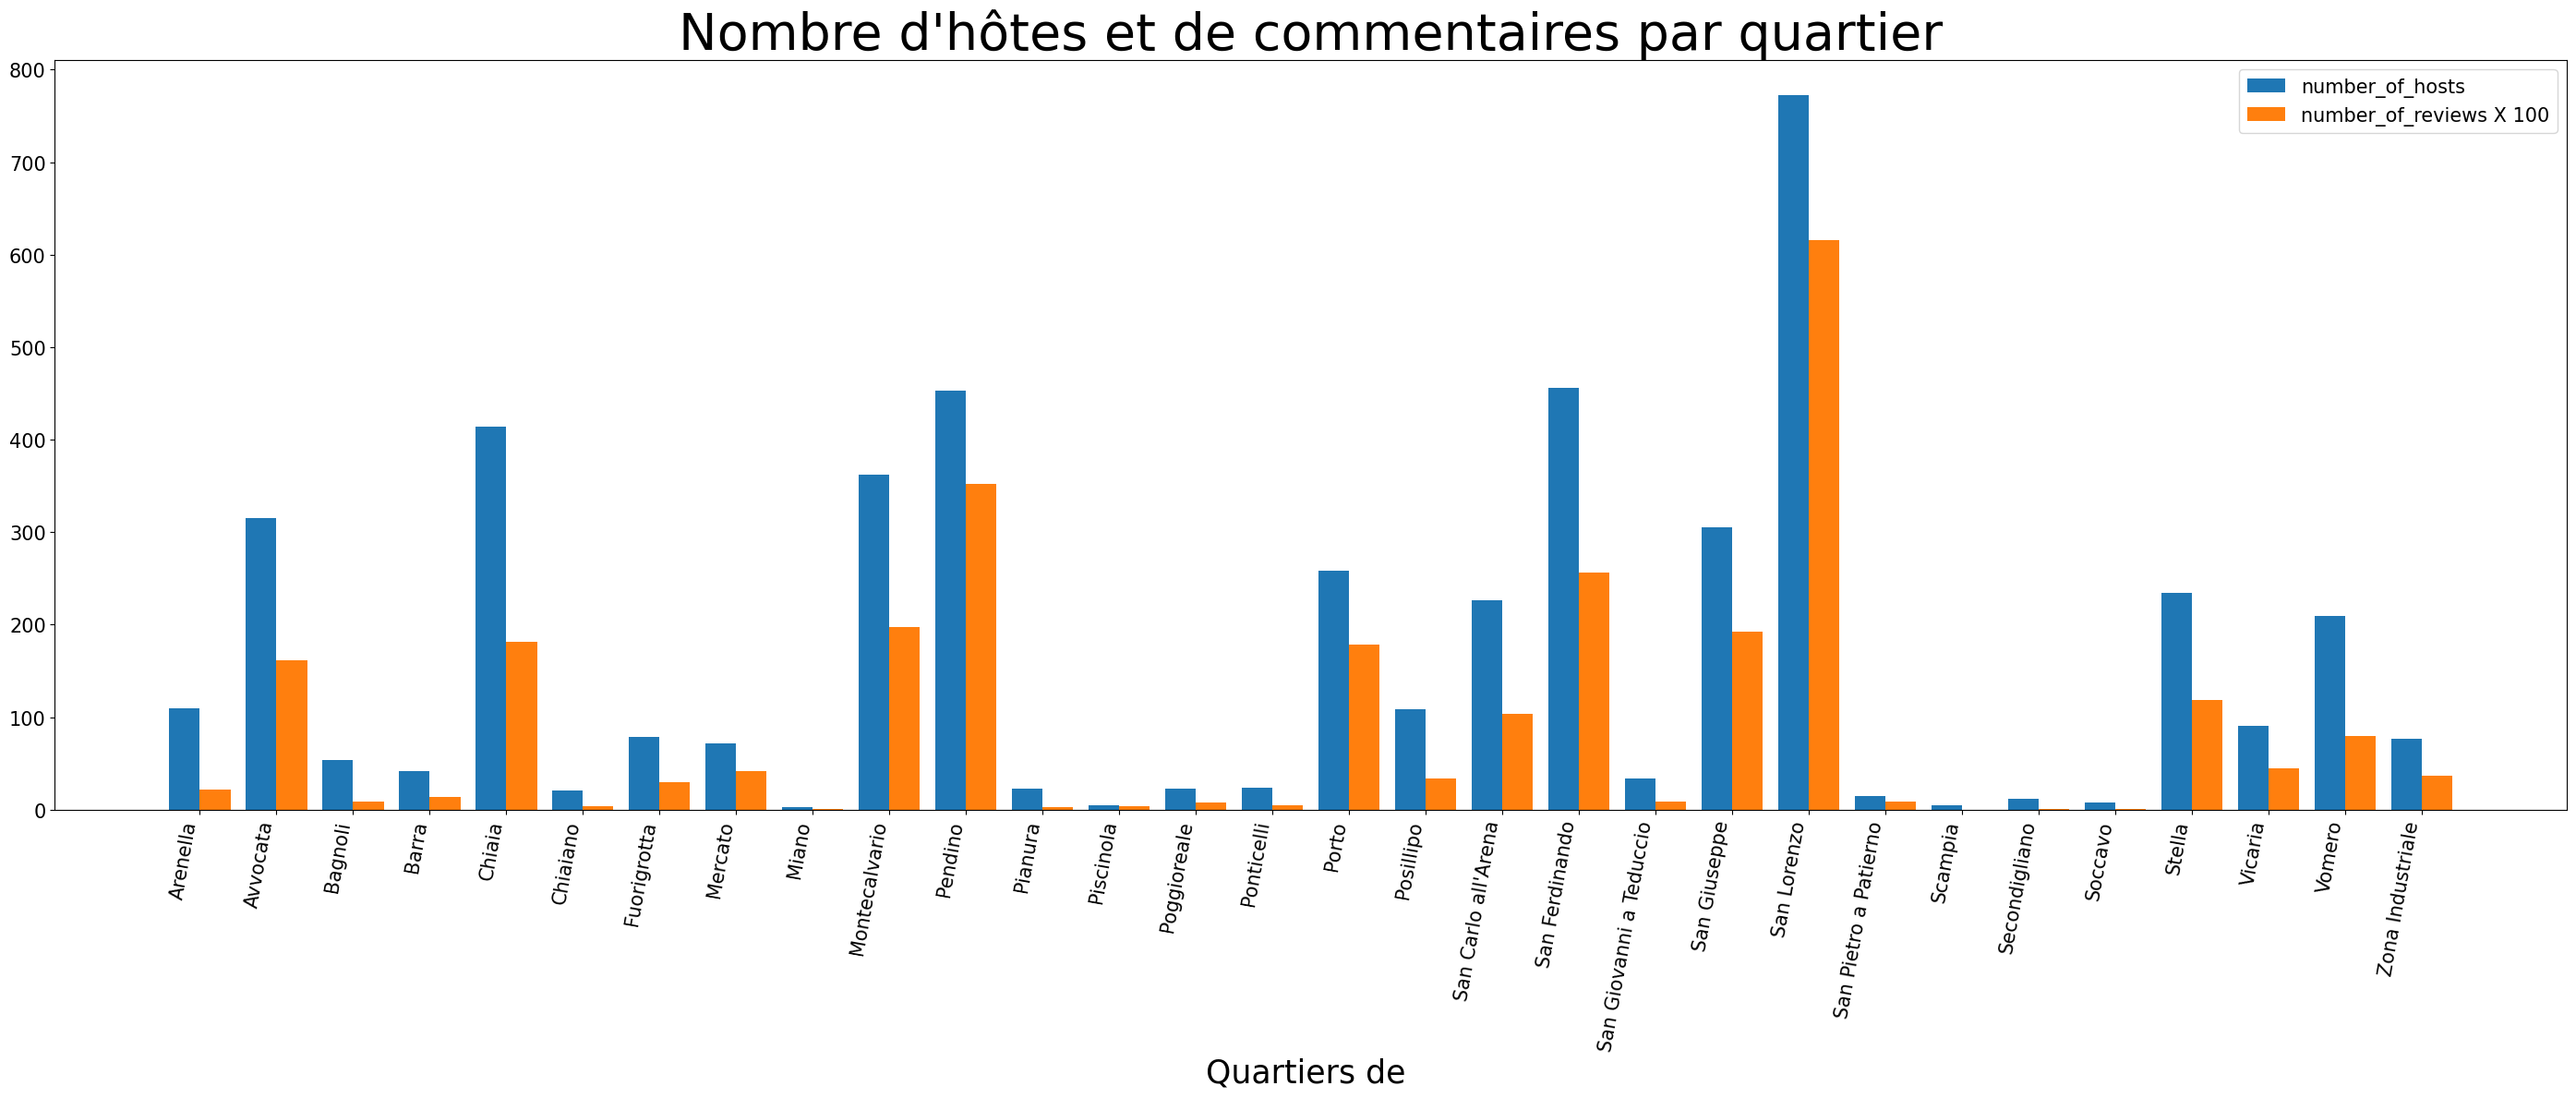 Nombre d'hôtes et de commentaires par quartier
number_of_hosts
number_of_reviews X 100
800
700
600
500
400
300
200
100
0
Arenella
Avvocata
Bagnoli
Barra
Chiaia
Chiaiano
Fuorigrotta
Mercato
Miano
Montecalvario
Pendino
Pianura
Piscinola
Poggioreale
Ponticelli
Porto
Posillipo
San Carlo all'Arena
San Ferdinando
San Giovanni a Teduccio
San Giuseppe
San Lorenzo
San Pietro a Patierno
Scampia
Secondigliano
Soccavo
Stella
Vicaria
Vomero
Zona Industriale
Quartiers de